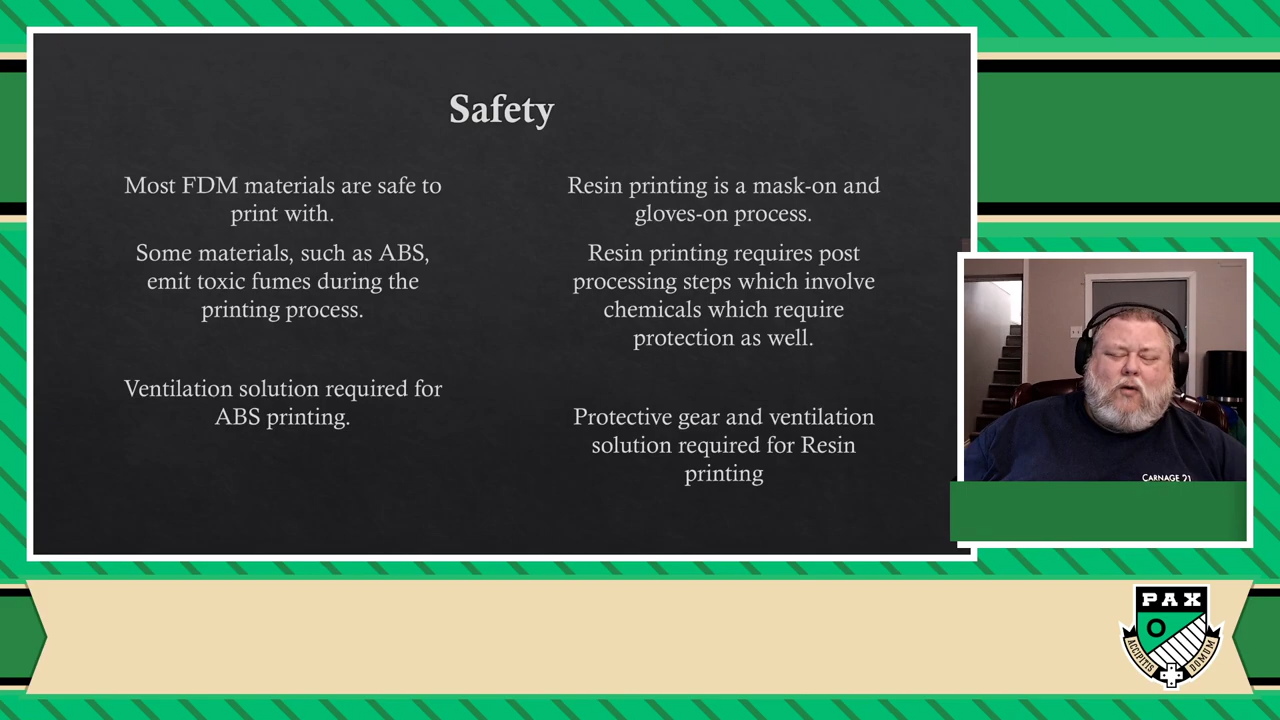 Safety
Most FDM materials are safe to
print with.
Some materials, such as ABS,
emit toxic fumes during the
printing process.
Ventilation solution required for
ABS printing.
Resin printing is a mask-on and
gloves-on process.
Resin printing requires post
processing steps which involve
chemicals which require
protection as well.
Protective gear and ventilation
solution required for Resin
printing
CARNAGE 21
PAX
ACCIPITIS
DOMUM